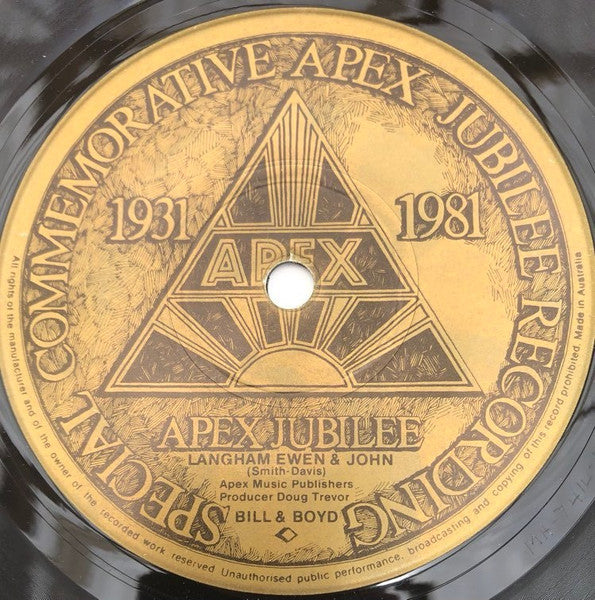 SPECIAL COMMEMORATIVE APEX JUBILEE RECORDING
1931
1981
APEX
APEX JUBILEE
LANGHAM EWEN & JOHN
(Smith-Davis)
Apex Music Publishers
Producer Doug Trevor
BILL & BOYD
All rights of the manufacturer and of the owner of the recorded work reserved. Unauthorised public performance, broadcasting and copying of this record prohibited. Made in Australia